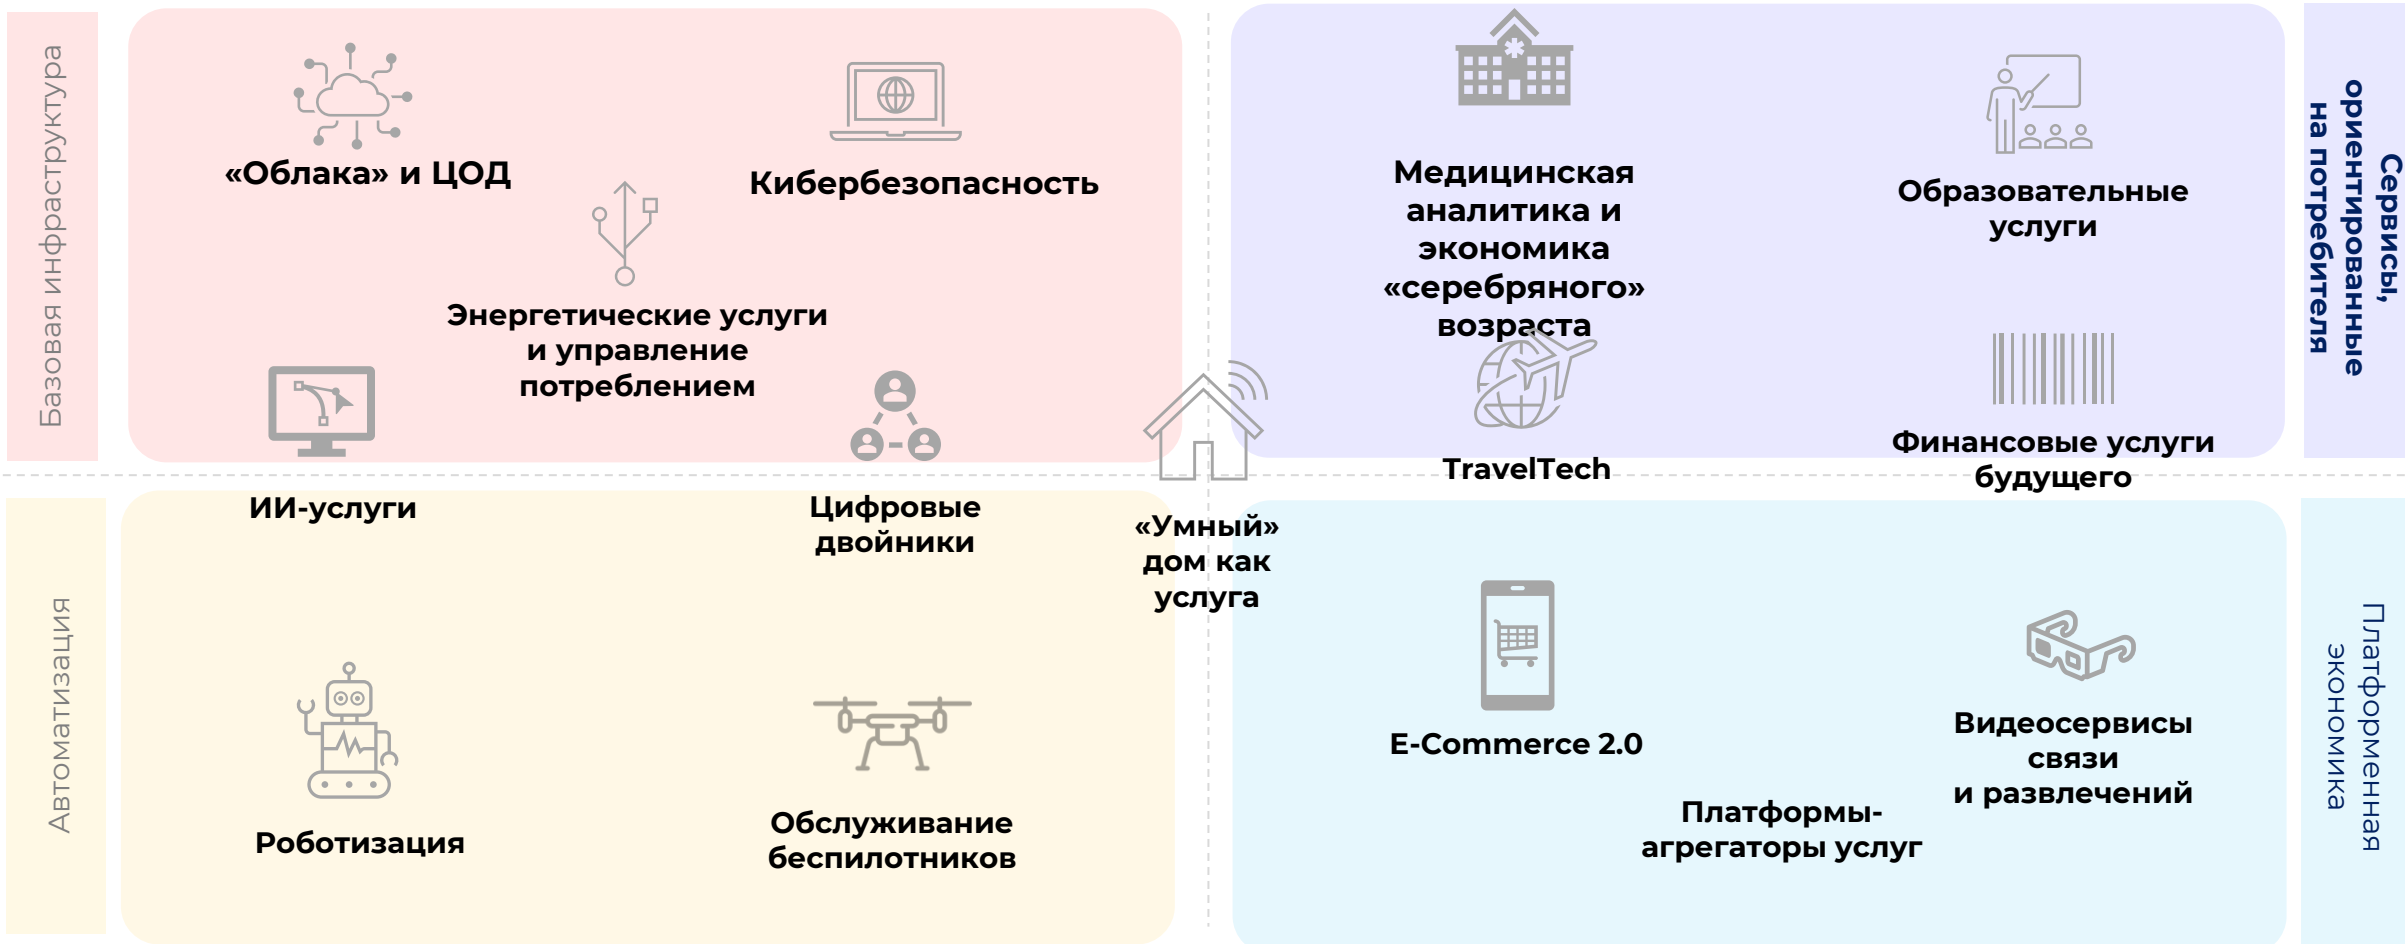 Базовая инфраструктура
«Облака» и ЦОД
Кибербезопасность
Энергетические услуги
и управление
потреблением
ИИ-услуги
Цифровые
двойники
Медицинская
аналитика и
экономика
«серебряного»
возраста
Образовательные
услуги
TravelTech
Финансовые услуги
будущего
Сервисы,
ориентированные
на потребителя
«Умный»
дом как
услуга
Автоматизация
Роботизация
Обслуживание
беспилотников
E-Commerce 2.0
Видеосервисы
связи
и развлечений
Платформы-
агрегаторы услуг
Платформенная
экономика